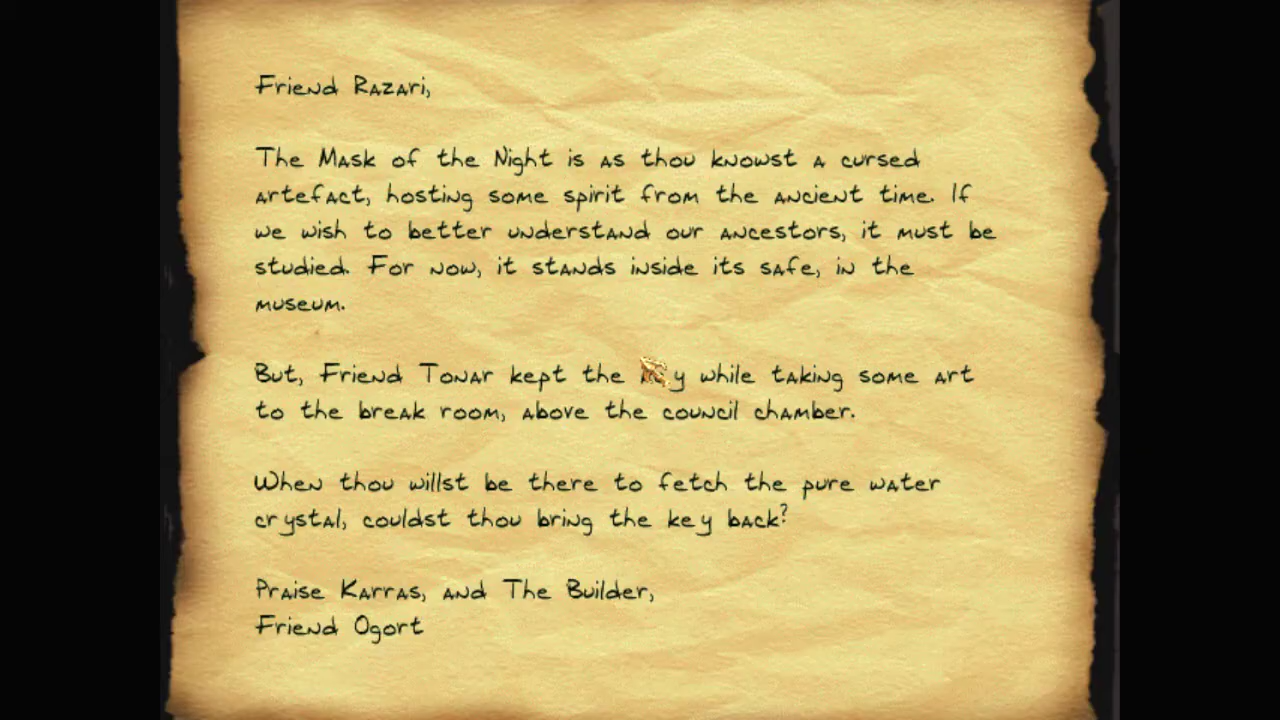 Friend Razari,
The Mask of the Night is as thou knowst a cursed
artefact, hosting some spirit from the ancient time. If
we wish to better understand our ancestors, it must be
studied. For now, it stands inside its safe, in the
museum.
But, Friend Tonar kept the key while taking some art
to the break room, above the council chamber.
When thou willst be there to fetch the pure water
crystal, couldst thou bring the key back?
Praise Karras, and The Builder,
Friend Ogort